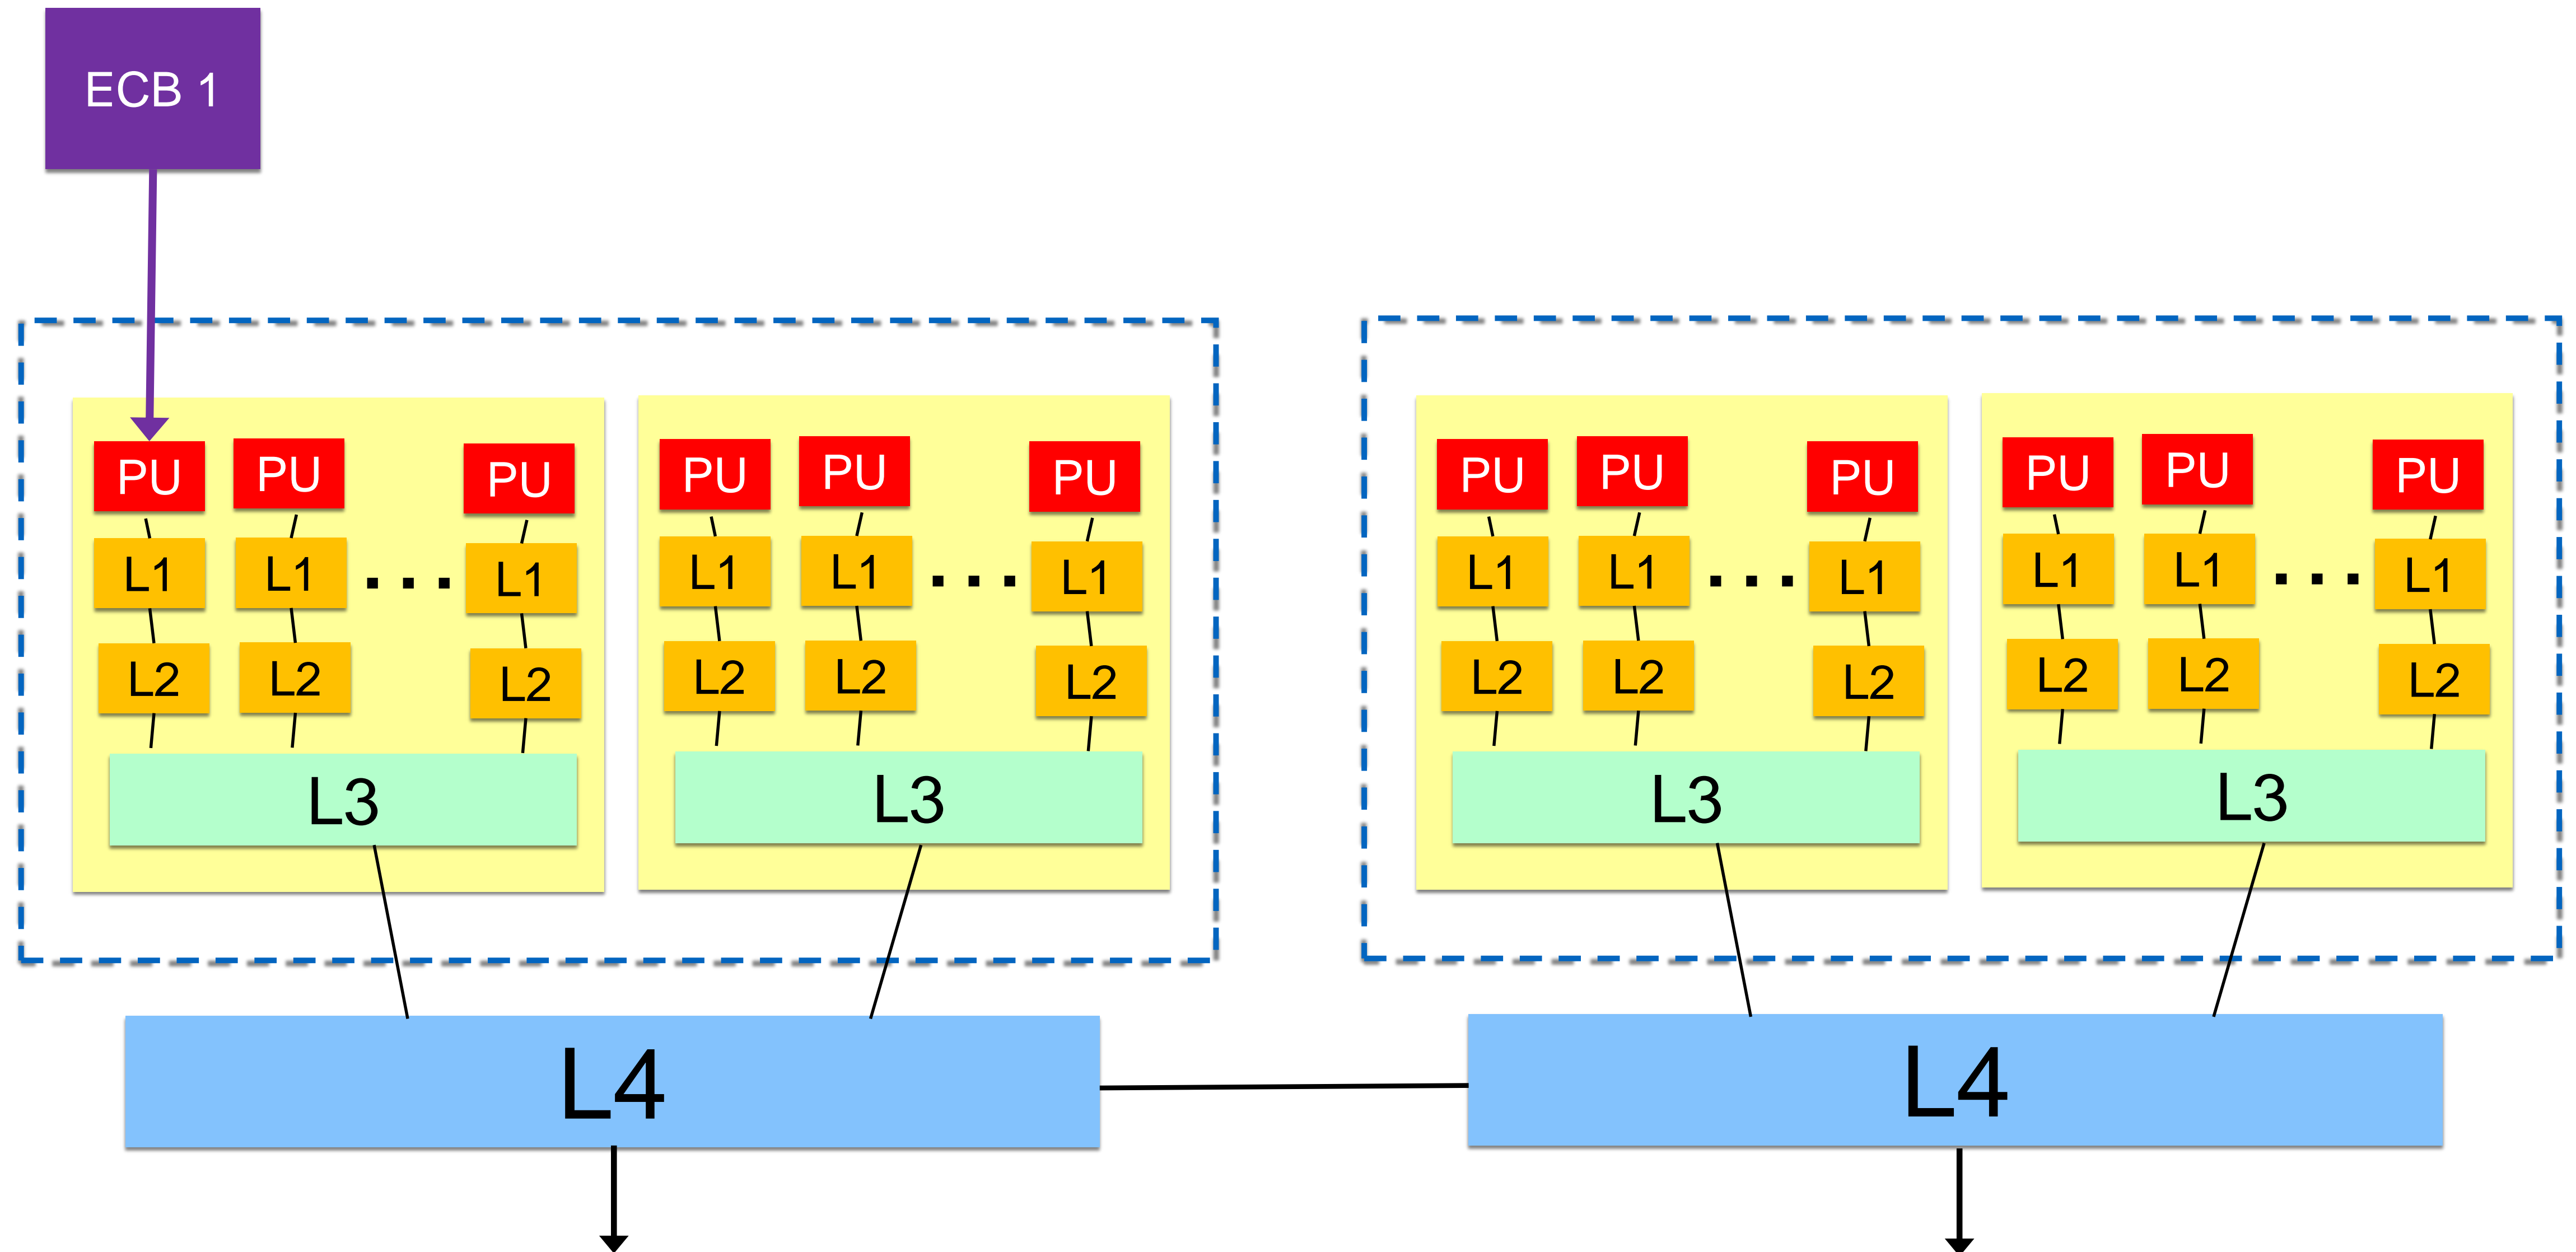 ECB 1
PU PU PU PU PU PU PU PU PU PU PU PU
L1 L1 . . . L1 L1 L1 . . . L1 L1 L1 . . . L1 L1 L1 . . . L1
L2 L2 L2 L2 L2 L2 L2 L2 L2 L2 L2 L2
L3 L3 L3 L3
L4 L4